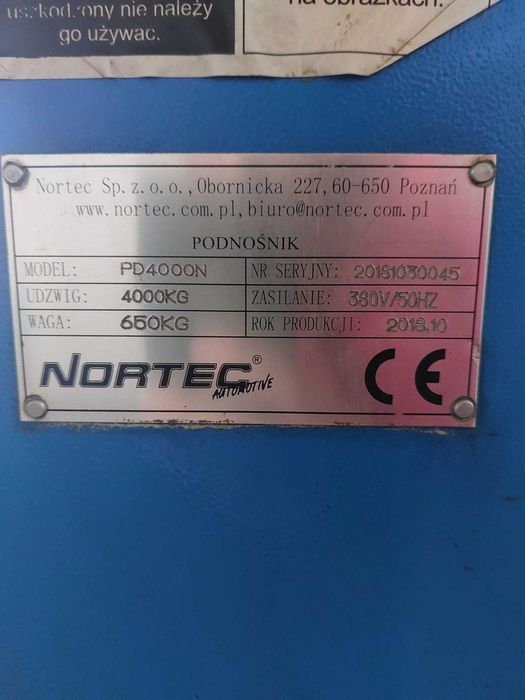 uszkodzony nie należy
go używac.
na obrazkach.
Nortec Sp. z. o. o., Obornicka 227, 60-650 Poznań
www.nortec.com.pl, biuro@nortec.com.pl
PODNOŚNIK
MODEL: PD4000N NR SERYJNY: 20181030045
UDZWIG: 4000KG ZASILANIE: 380V/50HZ
WAGA: 650KG ROK PRODUKCJI: 2018.10
NORTEC® AUTOMOTIVE CE